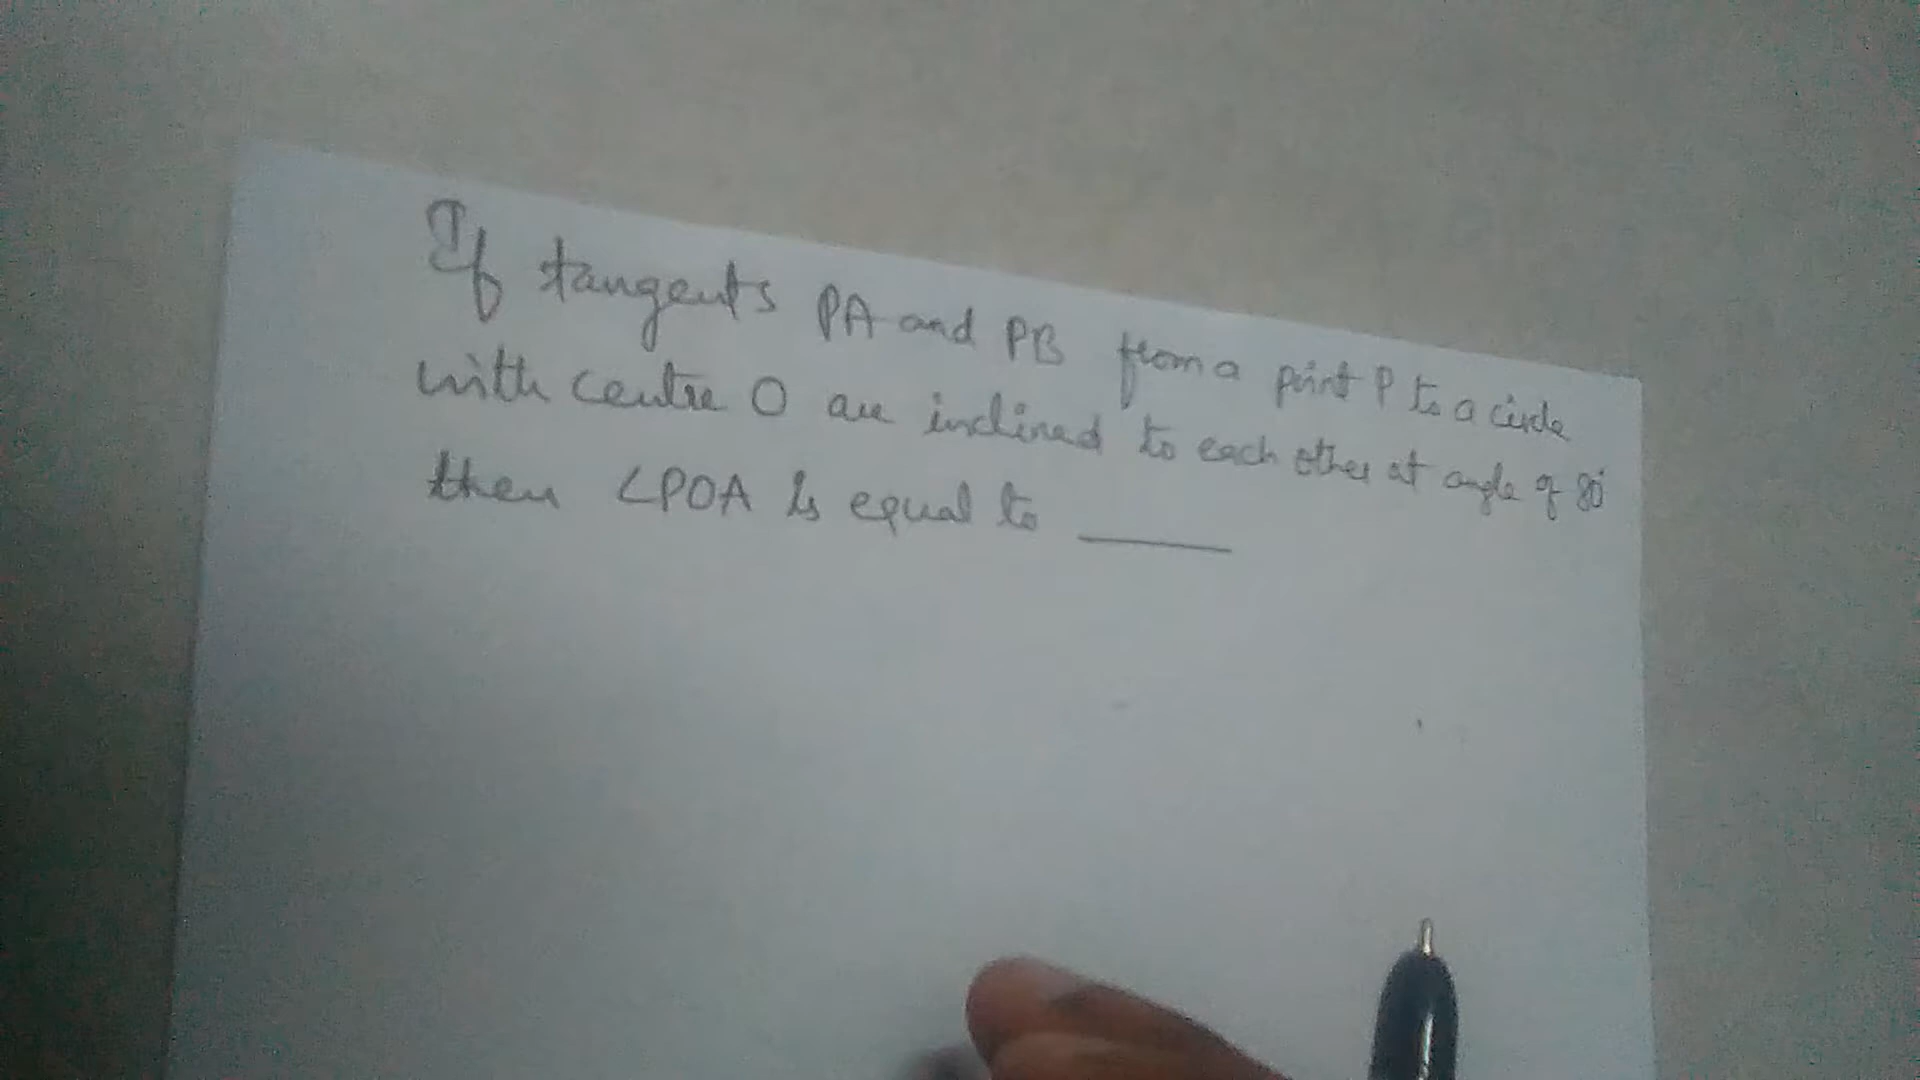 If tangents PA and PB from a point P to a circle
with centre O are inclined to each other at angle of 80°
then ∠POA is equal to _____